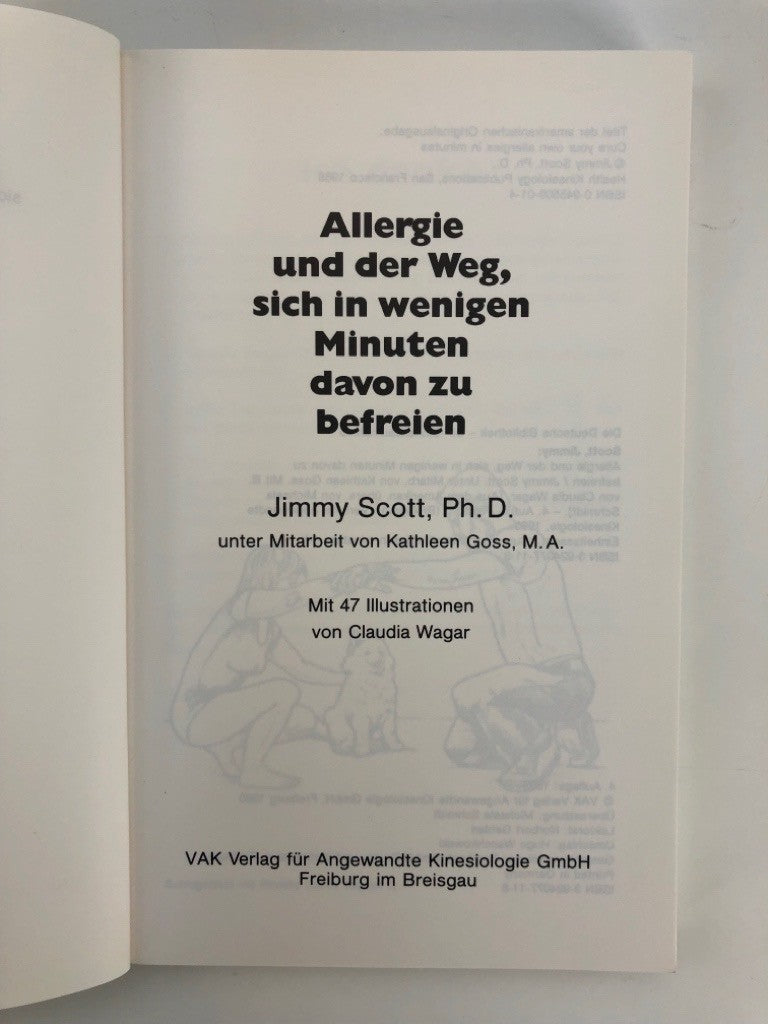 Allergie
und der Weg,
sich in wenigen
Minuten
davon zu
befreien
Jimmy Scott, Ph. D.
unter Mitarbeit von Kathleen Goss, M. A.
Mit 47 Illustrationen
von Claudia Wagar
VAK Verlag für Angewandte Kinesiologie GmbH
Freiburg im Breisgau